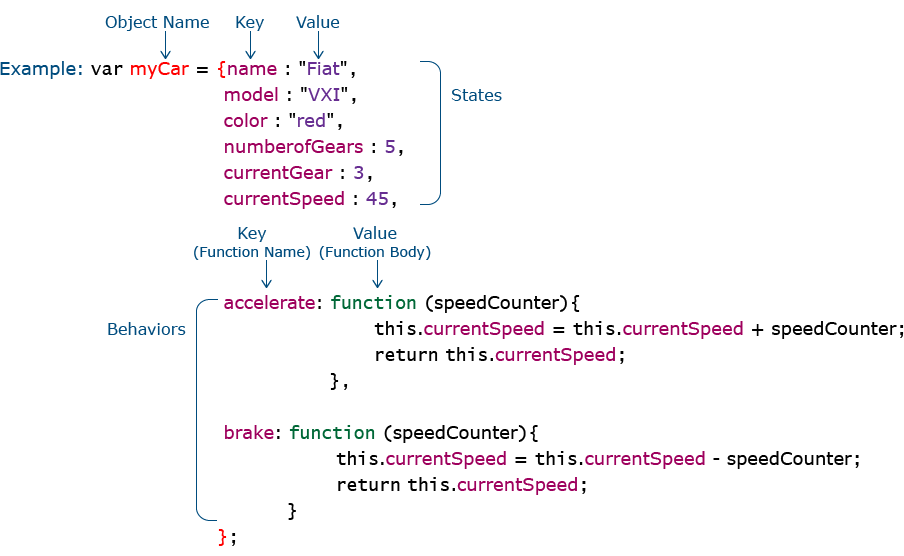 Object Name Key Value
Example: var myCar = {name : "Fiat",
model : "VXI",
States
color : "red",
numberofGears : 5,
currentGear : 3,
currentSpeed : 45,
Key Value
(Function Name) (Function Body)
accelerate: function (speedCounter){
Behaviors
this.currentSpeed = this.currentSpeed + speedCounter;
return this.currentSpeed;
},
brake: function (speedCounter){
this.currentSpeed = this.currentSpeed - speedCounter;
return this.currentSpeed;
}
};